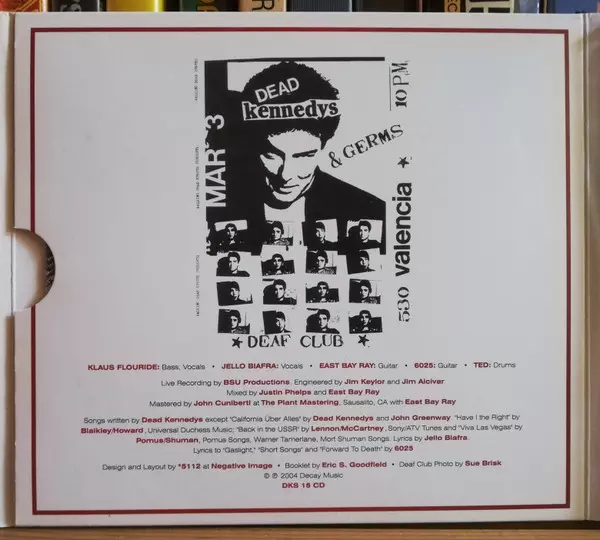 DEAD
kennedys
& GERMS
MAR 3
10 P.M.
530 valencia
★ DEAF CLUB ★
KLAUS FLOURIDE: Bass, Vocals • JELLO BIAFRA: Vocals • EAST BAY RAY: Guitar • 6025: Guitar • TED: Drums
Live Recording by BSU Productions. Engineered by Jim Keylor and Jim Aicivar
Mixed by Justin Phelps and East Bay Ray
Mastered by John Cuniberti at The Plant Mastering, Sausalito, CA with East Bay Ray
Songs written by Dead Kennedys except "California Über Alles" by Dead Kennedys and John Greenway. "Have I the Right" by
Blaikley/Howard, Universal Duchess Music; "Back in the USSR" by Lennon/McCartney, Sony/ATV Tunes and "Viva Las Vegas" by
Pomus/Shuman, Pomus Songs, Warner Tamerlane, Mort Shuman Songs. Lyrics by Jello Biafra.
Lyrics to "Gaslight," "Short Songs" and "Forward To Death" by 6025
Design and Layout by *5112 at Negative Image • Booklet by Eric S. Goodfield • Deaf Club Photo by Sue Brisk
© ℗ 2004 Decay Music
DKS 15 CD